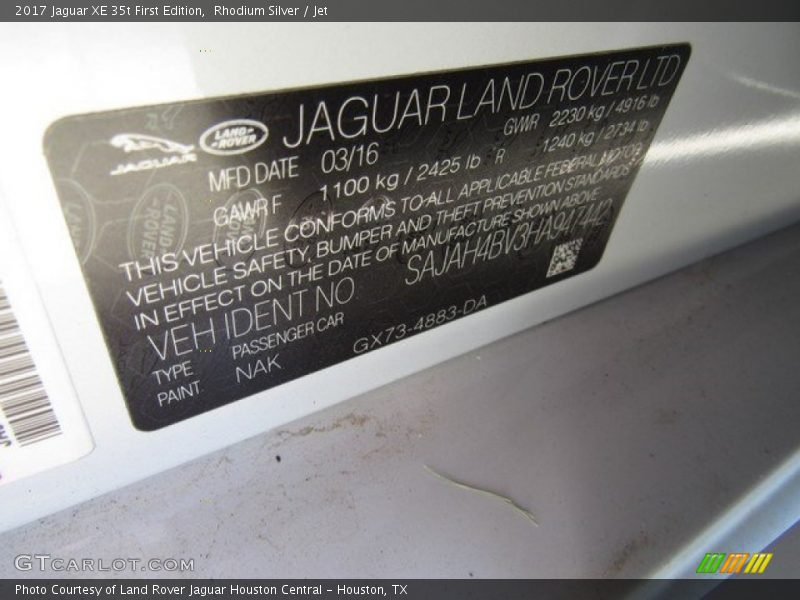 2017 Jaguar XE 35t First Edition, Rhodium Silver / Jet
JAGUAR
LAND-
-ROVER
JAGUAR LAND ROVER LTD
MFD DATE 03/16 GWR 2230 kg / 4916 lb
GAWR F 1100 kg / 2425 lb R 1240 kg / 2734 lb
THIS VEHICLE CONFORMS TO ALL APPLICABLE FEDERAL MOTOR
VEHICLE SAFETY, BUMPER AND THEFT PREVENTION STANDARDS
IN EFFECT ON THE DATE OF MANUFACTURE SHOWN ABOVE
VEH IDENT NO SAJAH4BV3HA947442
TYPE PASSENGER CAR
PAINT NAK GX73-4883-DA
GTCARLOT.COM
Photo Courtesy of Land Rover Jaguar Houston Central – Houston, TX